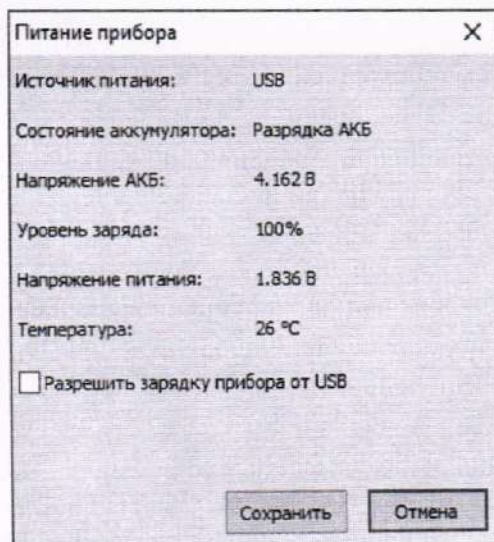 Питание прибора
Источник питания: USB
Состояние аккумулятора: Разрядка АКБ
Напряжение АКБ: 4.162 В
Уровень заряда: 100%
Напряжение питания: 1.836 В
Температура: 26 °C
Разрешить зарядку прибора от USB
Сохранить Отмена